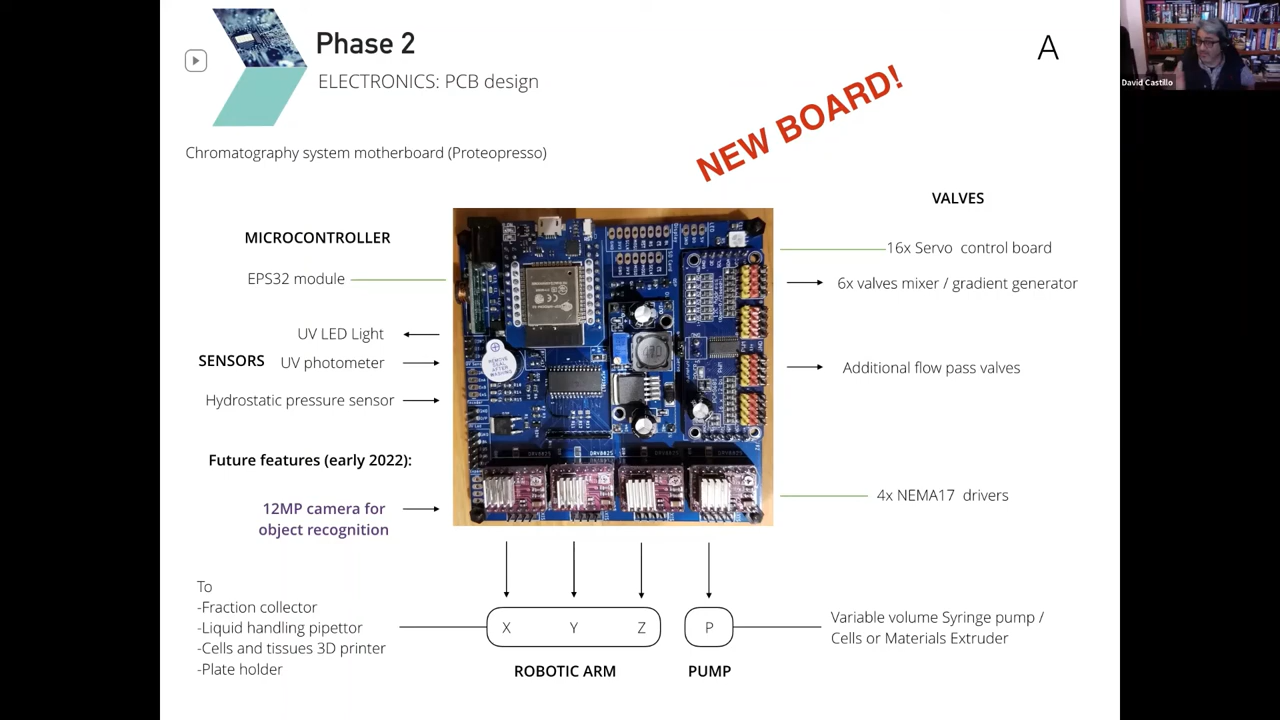 Phase 2
ELECTRONICS: PCB design
A
David Castillo
NEW BOARD!
Chromatography system motherboard (Proteopresso)
MICROCONTROLLER
EPS32 module
UV LED Light
SENSORS UV photometer
Hydrostatic pressure sensor
Future features (early 2022):
12MP camera for
object recognition
VALVES
16x Servo control board
6x valves mixer / gradient generator
Additional flow pass valves
4x NEMA17 drivers
To
-Fraction collector
-Liquid handling pipettor
-Cells and tissues 3D printer
-Plate holder
X Y Z P
ROBOTIC ARM
PUMP
Variable volume Syringe pump /
Cells or Materials Extruder